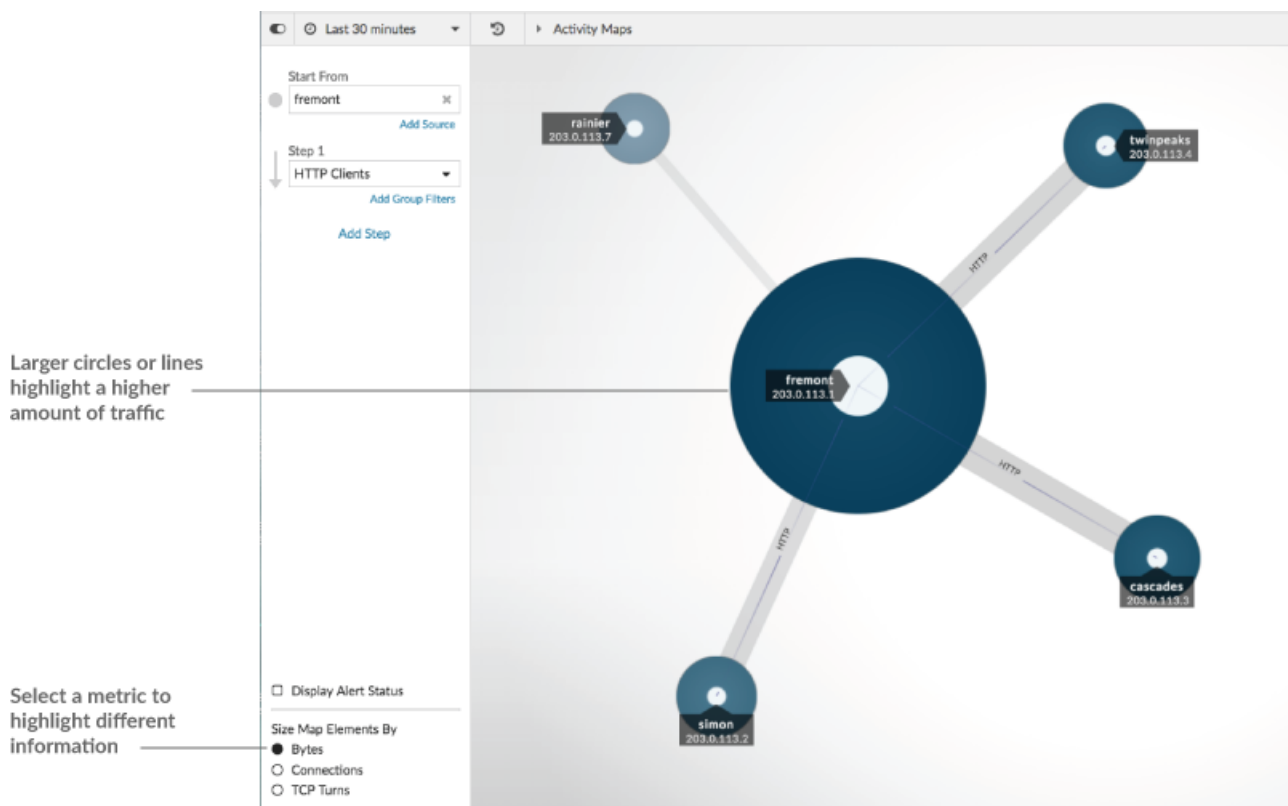 Last 30 minutes
Activity Maps
Start From
fremont
Add Source
Step 1
HTTP Clients
Add Group Filters
Add Step
rainier
203.0.113.7
twinpeaks
203.0.113.4
HTTP
Larger circles or lines
highlight a higher
amount of traffic
fremont
203.0.113.1
HTTP
HTTP
cascades
203.0.113.3
simon
203.0.113.2
Display Alert Status
Select a metric to
highlight different
information
Size Map Elements By
Bytes
Connections
TCP Turns